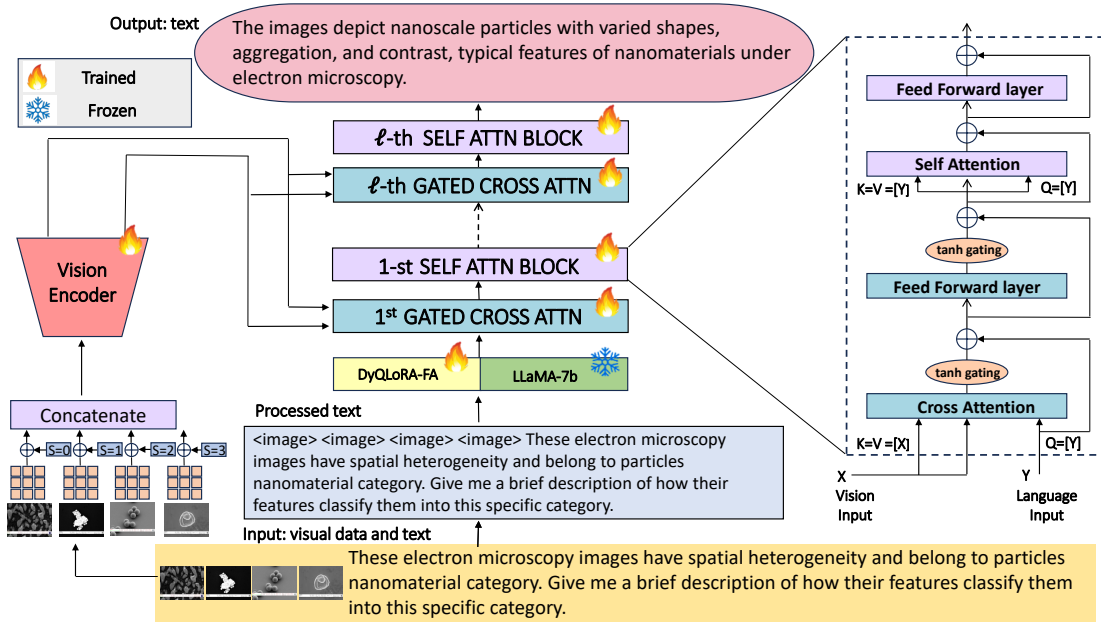 Output: text
The images depict nanoscale particles with varied shapes,
aggregation, and contrast, typical features of nanomaterials under
electron microscopy.
Trained
Frozen
ℓ-th SELF ATTN BLOCK
ℓ-th GATED CROSS ATTN
1-st SELF ATTN BLOCK
1st GATED CROSS ATTN
DyQLoRA-FA
LLaMA-7b
Vision
Encoder
Concatenate
S=0
S=1
S=2
S=3
Processed text
<image> <image> <image> <image> These electron microscopy
images have spatial heterogeneity and belong to particles
nanomaterial category. Give me a brief description of how their
features classify them into this specific category.
Input: visual data and text
These electron microscopy images have spatial heterogeneity and belong to particles
nanomaterial category. Give me a brief description of how their features classify them
into this specific category.
Feed Forward layer
Self Attention
K=V =[Y]
Q=[Y]
tanh gating
Feed Forward layer
tanh gating
Cross Attention
K=V=[X]
Q=[Y]
X
Vision
Input
Y
Language
Input